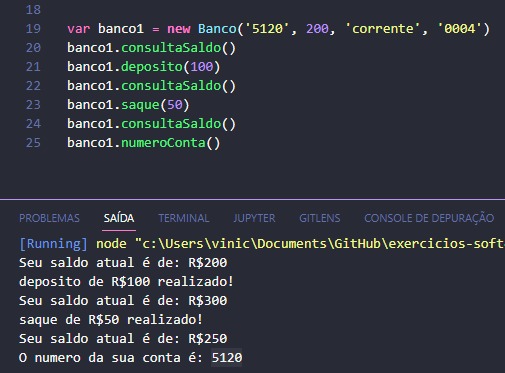 18
19 var banco1 = new Banco('5120', 200, 'corrente', '0004')
20 banco1.consultaSaldo()
21 banco1.deposito(100)
22 banco1.consultaSaldo()
23 banco1.saque(50)
24 banco1.consultaSaldo()
25 banco1.numeroConta()
PROBLEMAS SAÍDA TERMINAL JUPYTER GITLENS CONSOLE DE DEPURAÇÃO
[Running] node "c:\Users\vinic\Documents\GitHub\exercicios-soft
Seu saldo atual é de: R$200
deposito de R$100 realizado!
Seu saldo atual é de: R$300
saque de R$50 realizado!
Seu saldo atual é de: R$250
O numero da sua conta é: 5120